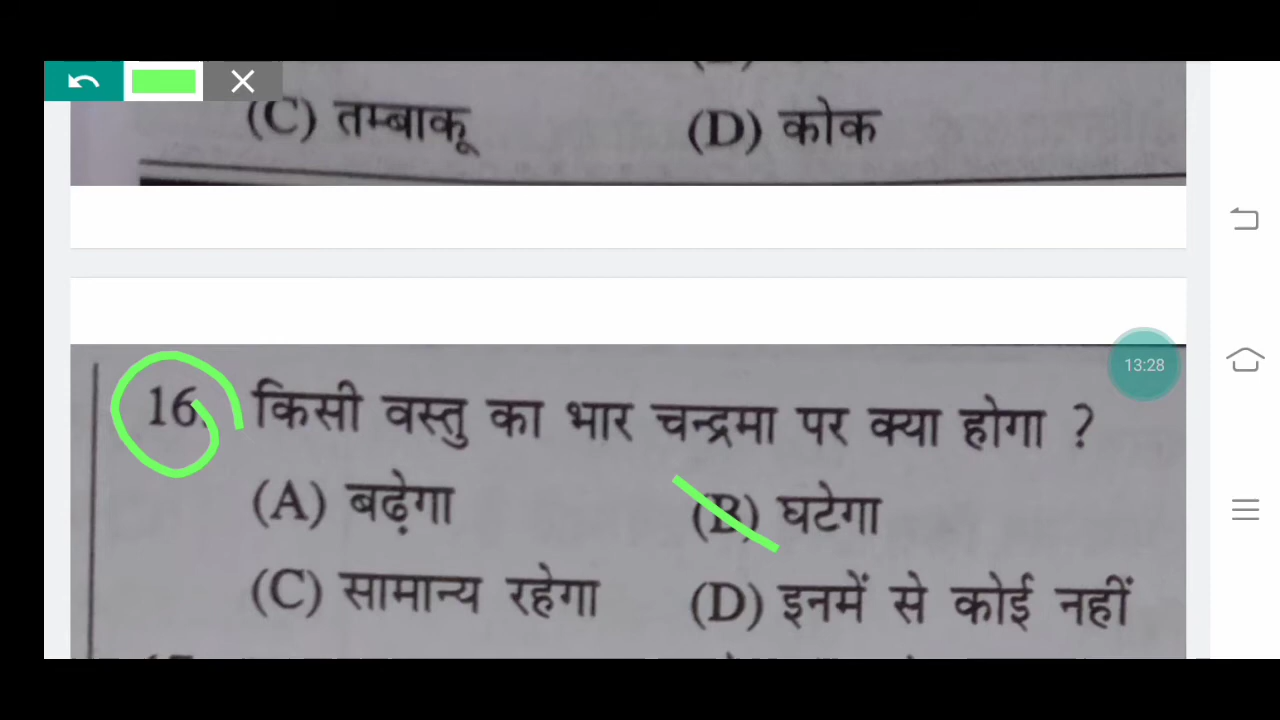 (C) तम्बाकू (D) कोक
13:28
16. किसी वस्तु का भार चन्द्रमा पर क्या होगा ?
(A) बढ़ेगा (B) घटेगा
(C) सामान्य रहेगा (D) इनमें से कोई नहीं